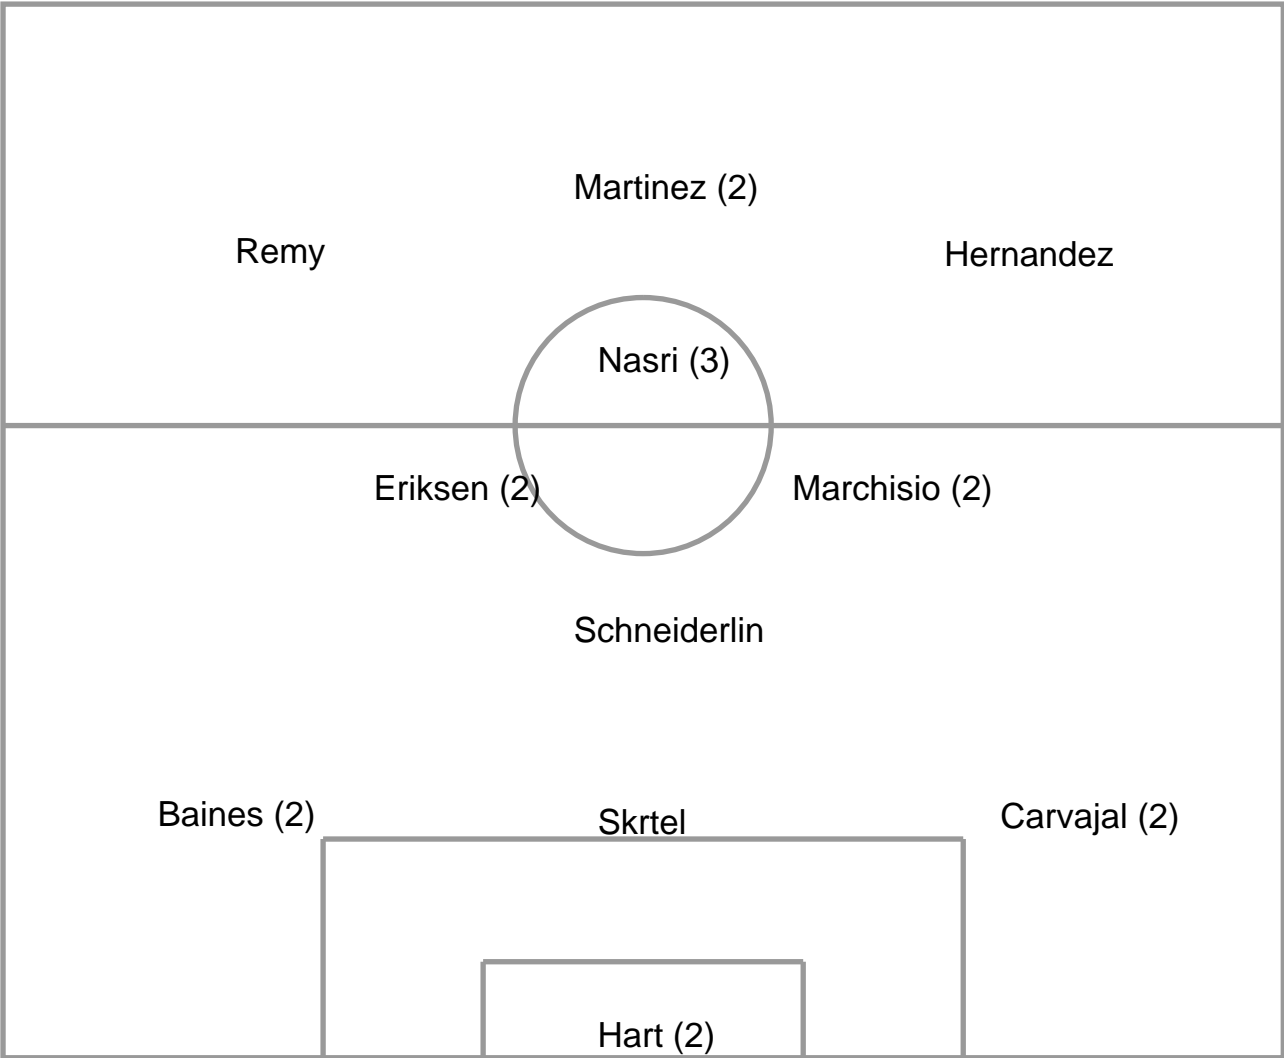 Martinez (2)
Remy
Hernandez
Nasri (3)
Eriksen (2)
Marchisio (2)
Schneiderlin
Baines (2)
Skrtel
Carvajal (2)
Hart (2)